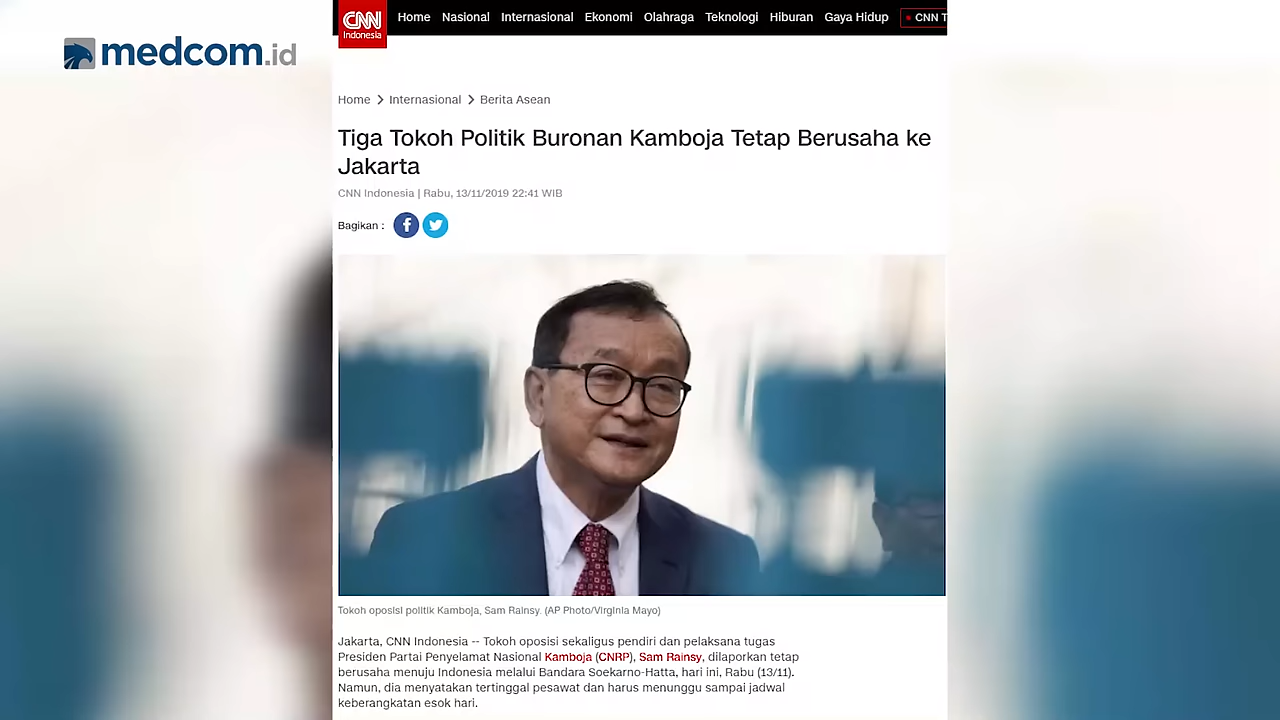 medcom.id
CNN
Indonesia
Home Nasional Internasional Ekonomi Olahraga Teknologi Hiburan Gaya Hidup CNN T
Home > Internasional > Berita Asean
Tiga Tokoh Politik Buronan Kamboja Tetap Berusaha ke
Jakarta
CNN Indonesia | Rabu, 13/11/2019 22:41 WIB
Bagikan :
Tokoh oposisi politik Kamboja, Sam Rainsy. (AP Photo/Virginia Mayo)
Jakarta, CNN Indonesia -- Tokoh oposisi sekaligus pendiri dan pelaksana tugas
Presiden Partai Penyelamat Nasional Kamboja (CNRP), Sam Rainsy, dilaporkan tetap
berusaha menuju Indonesia melalui Bandara Soekarno-Hatta, hari ini, Rabu (13/11).
Namun, dia menyatakan tertinggal pesawat dan harus menunggu sampai jadwal
keberangkatan esok hari.